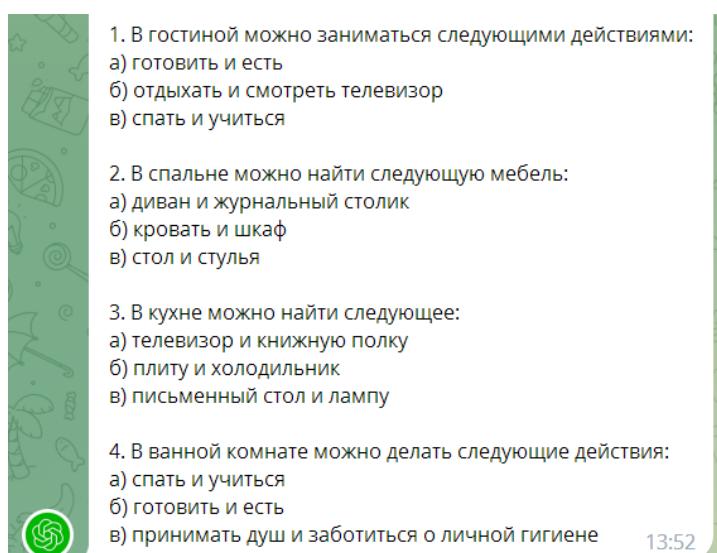 1. В гостиной можно заниматься следующими действиями:
а) готовить и есть
б) отдыхать и смотреть телевизор
в) спать и учиться
2. В спальне можно найти следующую мебель:
а) диван и журнальный столик
б) кровать и шкаф
в) стол и стулья
3. В кухне можно найти следующее:
а) телевизор и книжную полку
б) плиту и холодильник
в) письменный стол и лампу
4. В ванной комнате можно делать следующие действия:
а) спать и учиться
б) готовить и есть
в) принимать душ и заботиться о личной гигиене
13:52